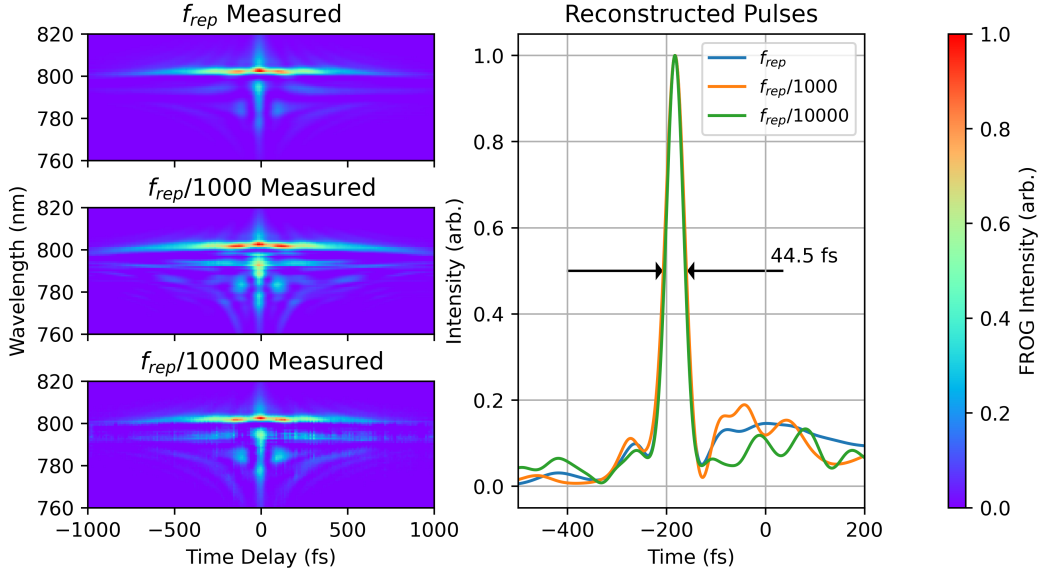 f_rep Measured
820
800
780
760
f_rep/1000 Measured
820
800
780
760
f_rep/10000 Measured
820
800
780
760
−1000 −500 0 500 1000
Time Delay (fs)
Wavelength (nm)
Reconstructed Pulses
1.0
0.8
0.6
0.4
0.2
0.0
Intensity (arb.)
f_rep
f_rep/1000
f_rep/10000
44.5 fs
−400 −200 0 200
Time (fs)
1.0
0.8
0.6
0.4
0.2
0.0
FROG Intensity (arb.)